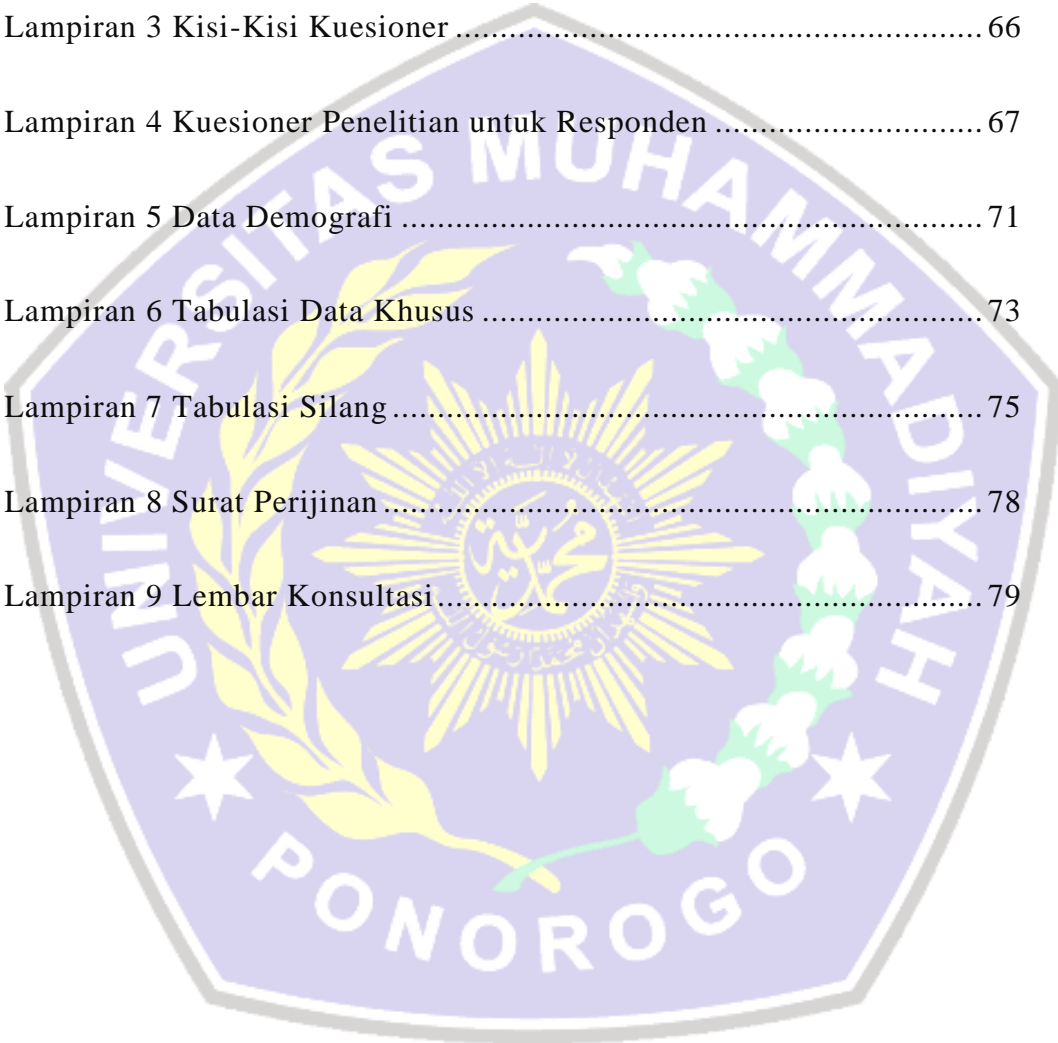 Lampiran 3 Kisi-Kisi Kuesioner ........................................................ 66
Lampiran 4 Kuesioner Penelitian untuk Responden ............................ 67
Lampiran 5 Data Demografi .............................................................. 71
Lampiran 6 Tabulasi Data Khusus ..................................................... 73
Lampiran 7 Tabulasi Silang ............................................................... 75
Lampiran 8 Surat Perijinan ................................................................ 78
Lampiran 9 Lembar Konsultasi .......................................................... 79
UNIVERSITAS MUHAMMADIYAH
PONOROGO
محمدية